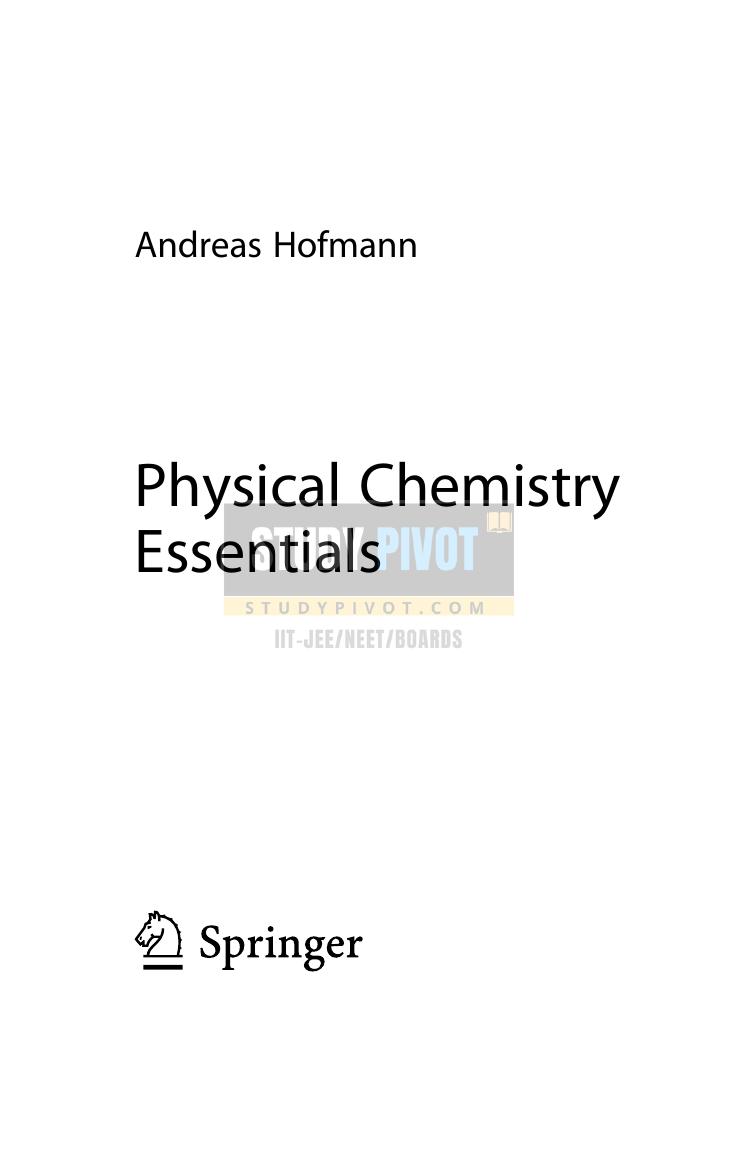 Andreas Hofmann
Physical Chemistry
Essentials
STUDY PIVOT
STUDYPIVOT.COM
IIT-JEE/NEET/BOARDS
Springer